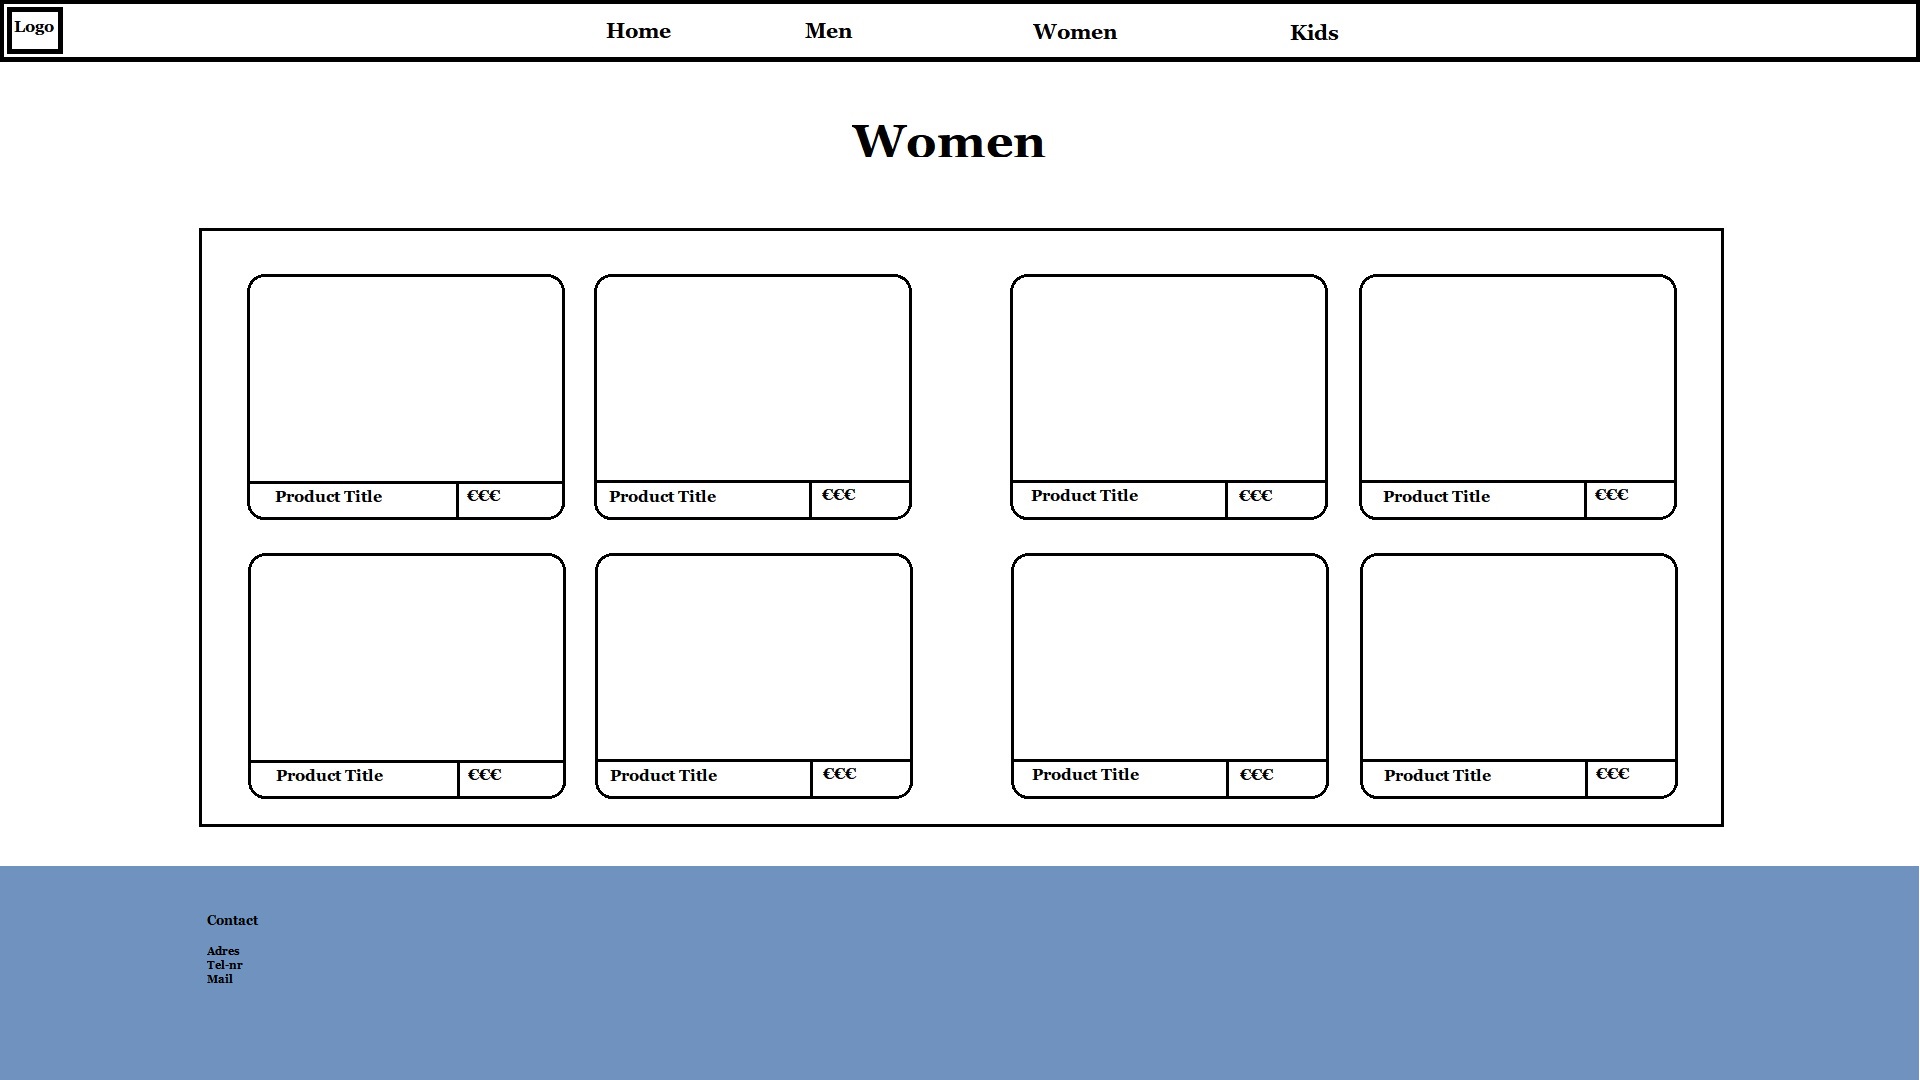 Logo
Home Men Women Kids
Women
Product Title €€€ Product Title €€€ Product Title €€€ Product Title €€€
Product Title €€€ Product Title €€€ Product Title €€€ Product Title €€€
Contact
Adres
Tel-nr
Mail